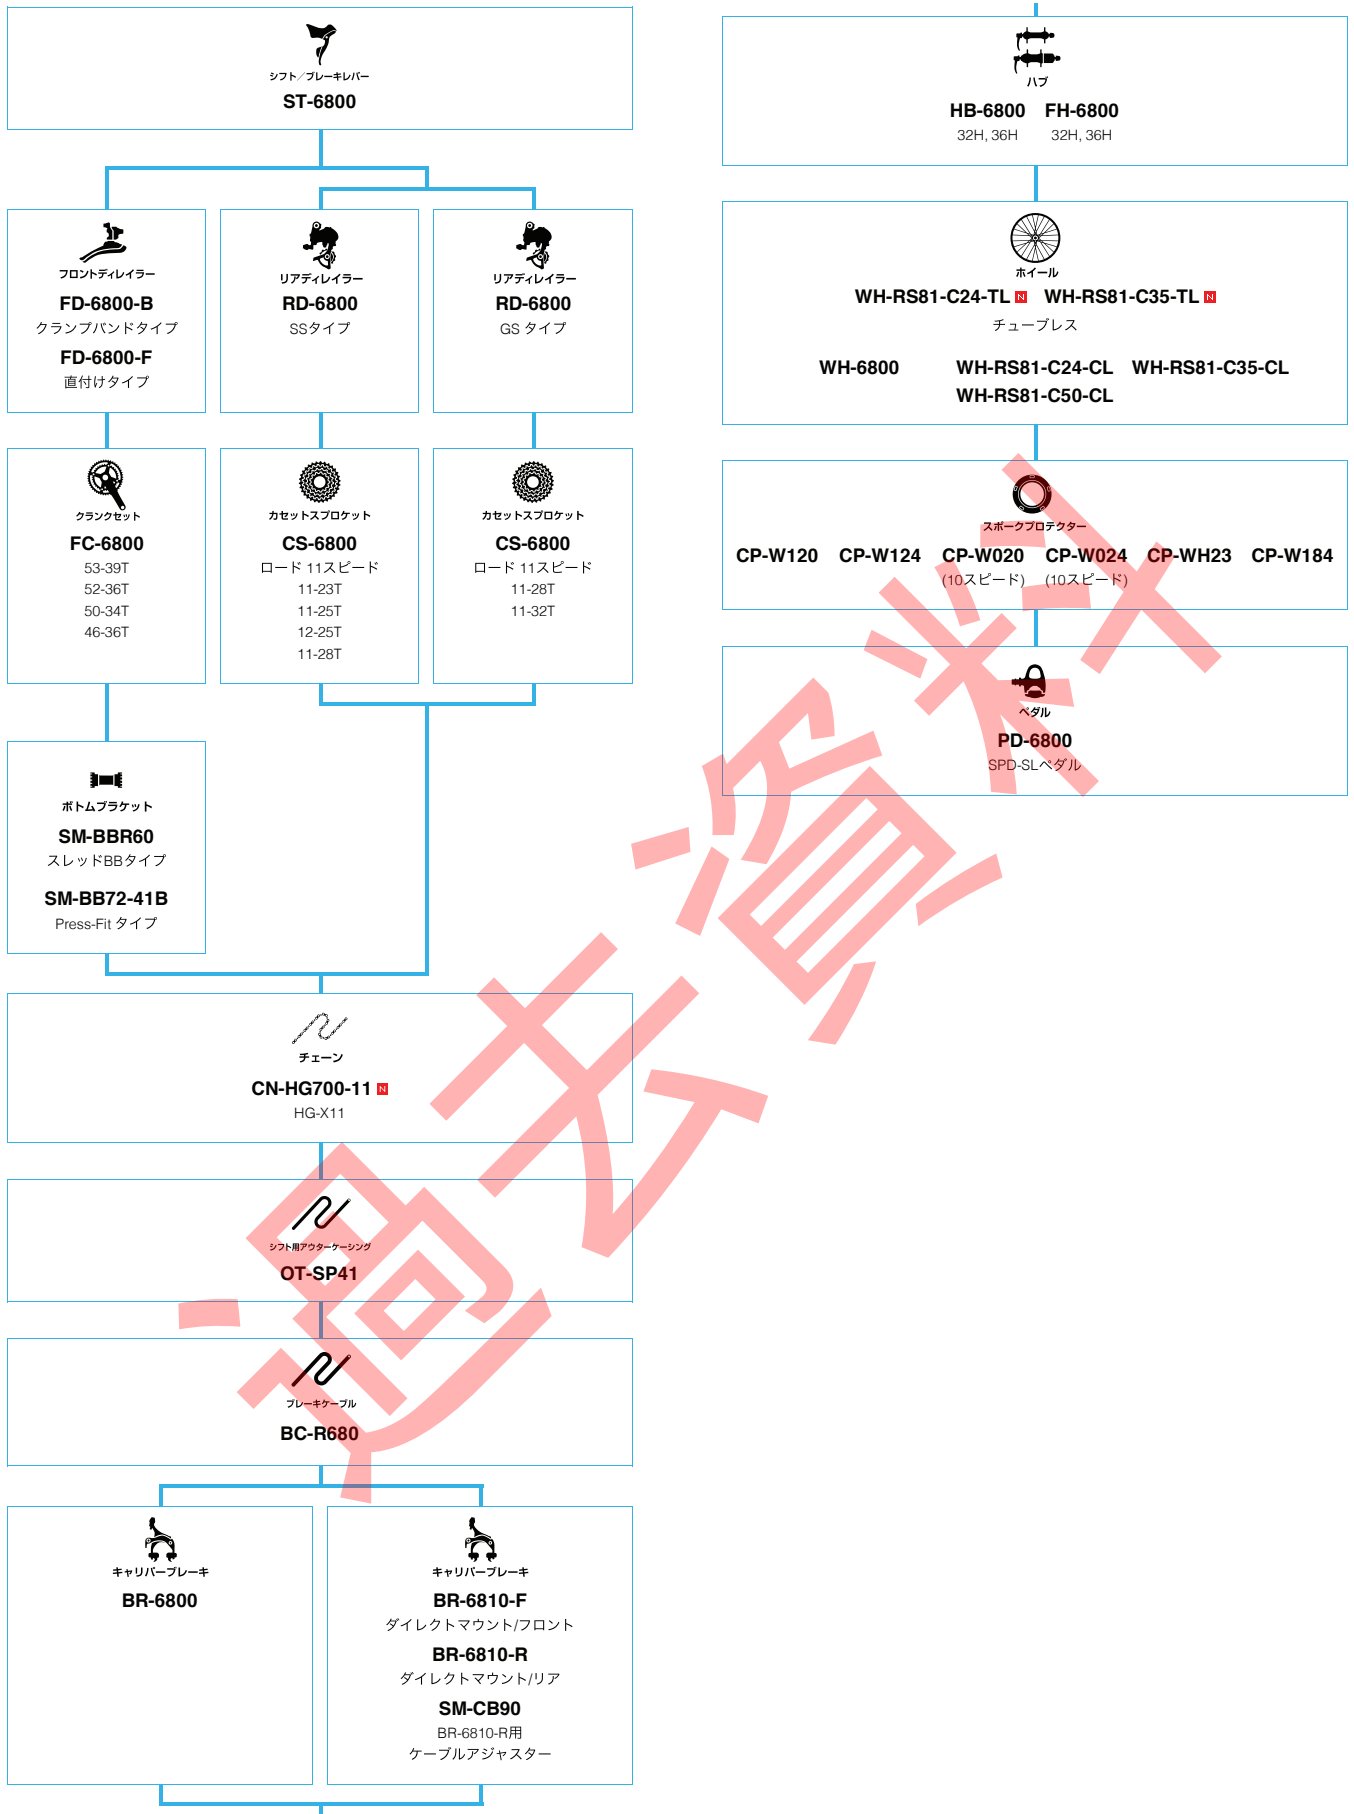 シフト／ブレーキレバー
ST-6800
フロントディレイラー
FD-6800-B
クランプバンドタイプ
FD-6800-F
直付けタイプ
リアディレイラー
RD-6800
SSタイプ
リアディレイラー
RD-6800
GS タイプ
クランクセット
FC-6800
53-39T
52-36T
50-34T
46-36T
カセットスプロケット
CS-6800
ロード 11スピード
11-23T
11-25T
12-25T
11-28T
カセットスプロケット
CS-6800
ロード 11スピード
11-28T
11-32T
ボトムブラケット
SM-BBR60
スレッドBBタイプ
SM-BB72-41B
Press-Fit タイプ
チェーン
CN-HG700-11 N
HG-X11
シフト用アウターケーシング
OT-SP41
ブレーキケーブル
BC-R680
キャリパーブレーキ
BR-6800
キャリパーブレーキ
BR-6810-F
ダイレクトマウント/フロント
BR-6810-R
ダイレクトマウント/リア
SM-CB90
BR-6810-R用
ケーブルアジャスター
ハブ
HB-6800 FH-6800
32H, 36H 32H, 36H
ホイール
WH-RS81-C24-TL N WH-RS81-C35-TL N
チューブレス
WH-6800 WH-RS81-C24-CL WH-RS81-C35-CL
WH-RS81-C50-CL
スポークプロテクター
CP-W120 CP-W124 CP-W020 CP-W024 CP-WH23 CP-W184
(10スピード) (10スピード)
ペダル
PD-6800
SPD-SLペダル
過去資料